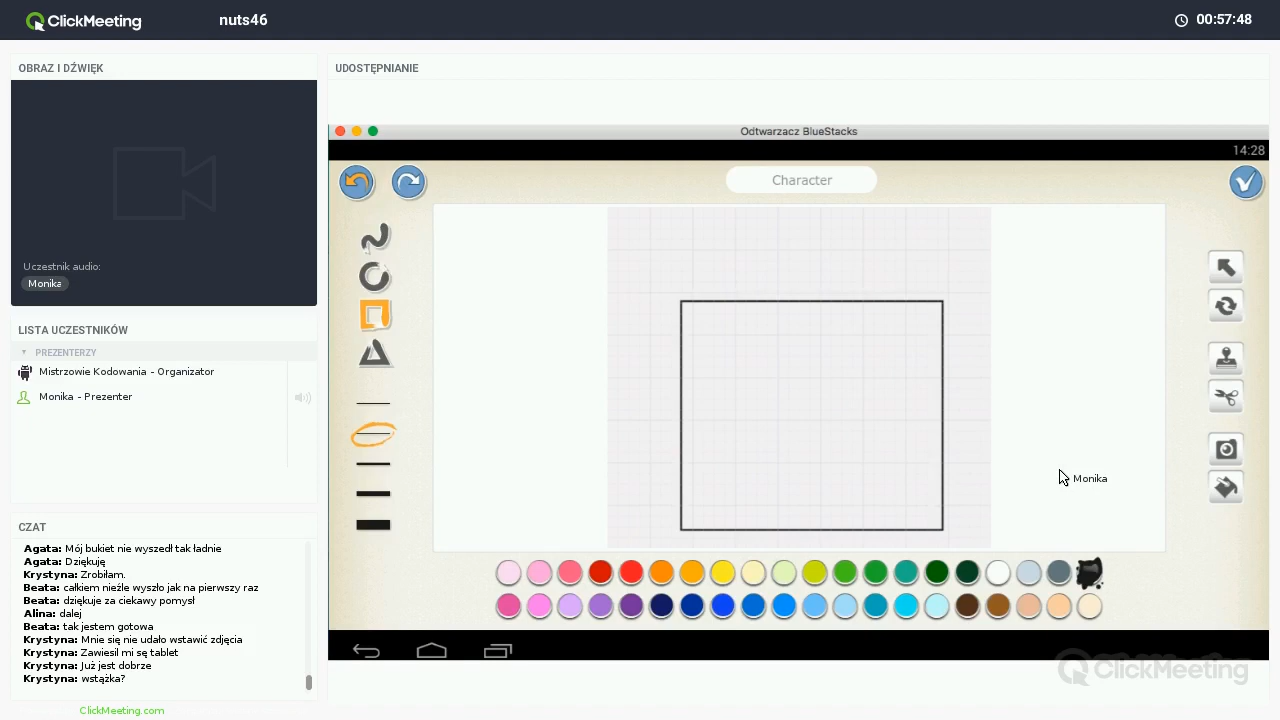 ClickMeeting
nuts46
00:57:48
OBRAZ I DŹWIĘK
UDOSTĘPNIANIE
Uczestnik audio:
Monika
LISTA UCZESTNIKÓW
PREZENTERZY
Mistrzowie Kodowania - Organizator
Monika - Prezenter
CZAT
Agata: Mój bukiet nie wyszedł tak ładnie
Agata: Dziękuję
Krystyna: Zrobiłam.
Beata: całkiem nieżle wyszło jak na pierwszy raz
Beata: dziękuje za ciekawy pomysł
Alina: dalej
Beata: tak jestem gotowa
Krystyna: Mnie się nie udało wstawić zdjęcia
Krystyna: Zawiesil mi sę tablet
Krystyna: Już jest dobrze
Krystyna: wstążka?
ClickMeeting.com
Odtwarzacz BlueStacks
14:28
Character
Monika
ClickMeeting